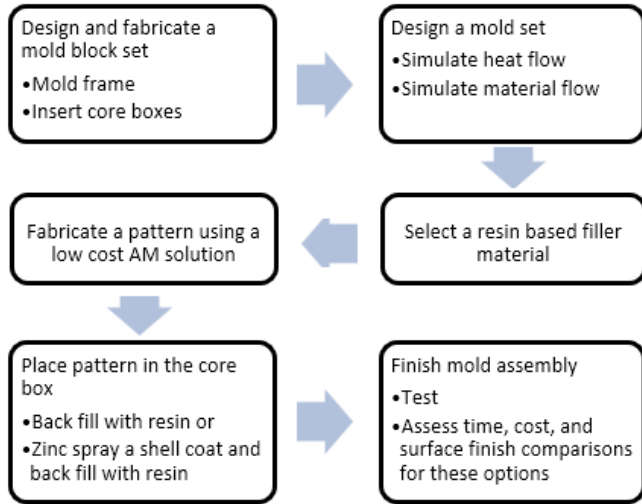 Design and fabricate a
mold block set
•Mold frame
•Insert core boxes
Design a mold set
•Simulate heat flow
•Simulate material flow
Select a resin based filler
material
Fabricate a pattern using a
low cost AM solution
Place pattern in the core
box
•Back fill with resin or
•Zinc spray a shell coat and
back fill with resin
Finish mold assembly
•Test
•Assess time, cost, and
surface finish comparisons
for these options